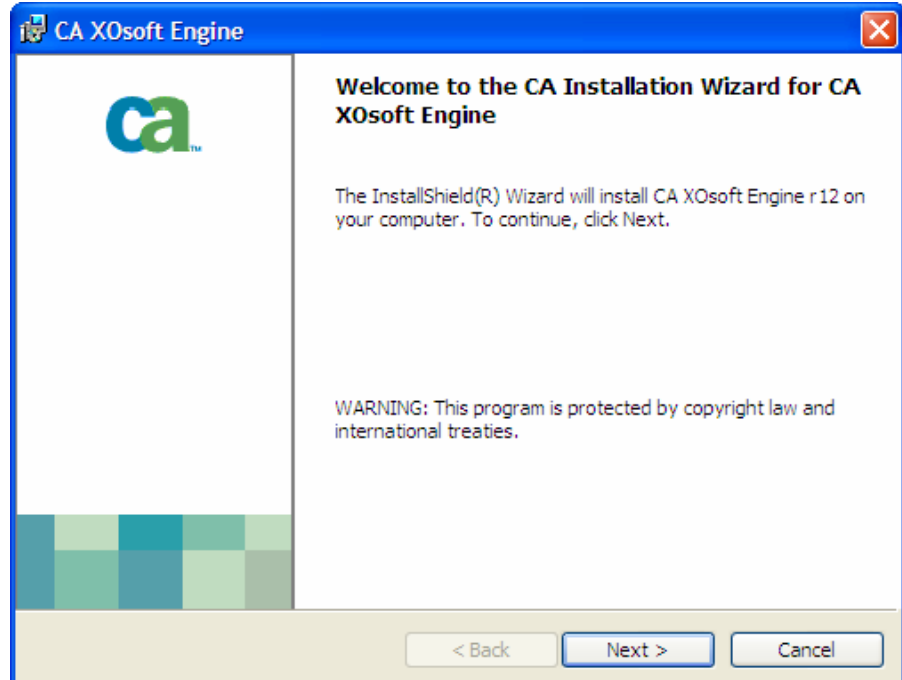 CA XOsoft Engine
ca
TM
Welcome to the CA Installation Wizard for CA
XOsoft Engine
The InstallShield(R) Wizard will install CA XOsoft Engine r12 on
your computer. To continue, click Next.
WARNING: This program is protected by copyright law and
international treaties.
< Back
Next >
Cancel